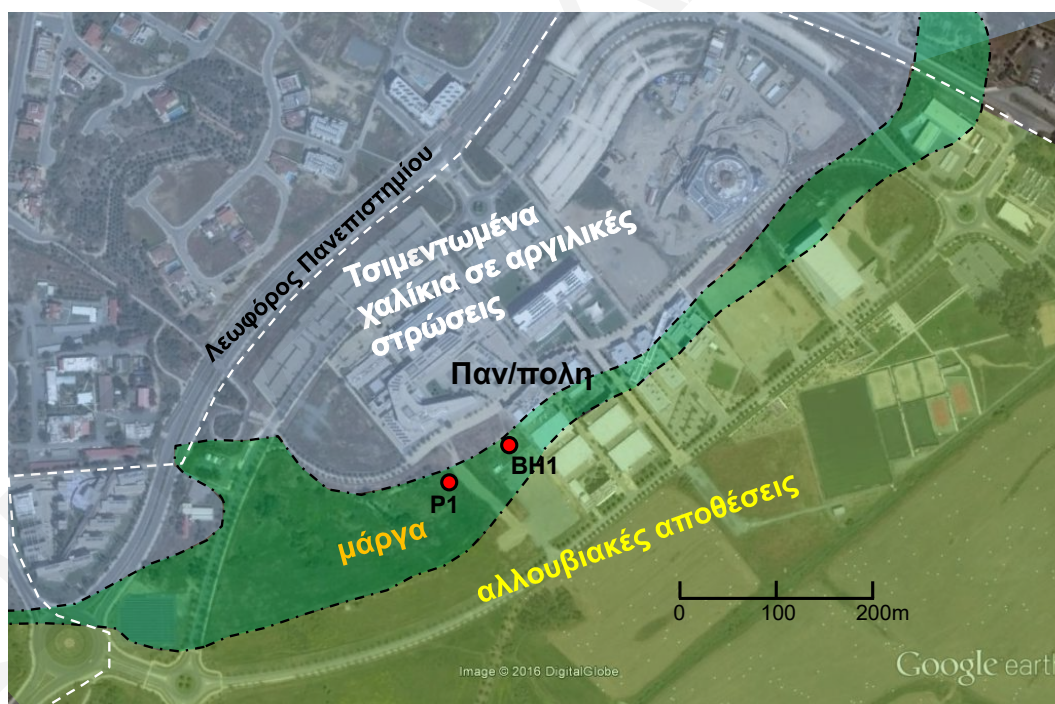 Λεωφόρος Πανεπιστημίου
Τσιμεντωμένα
χαλίκια σε αργιλικές
στρώσεις
Παν/πολη
BH1
P1
μάργα
αλλουβιακές αποθέσεις
0 100 200m
Image © 2016 DigitalGlobe
Google earth